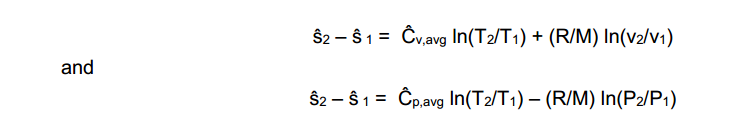 ŝ₂ – ŝ ₁ = Ĉv,avg ln(T₂/T₁) + (R/M) ln(v₂/v₁)
and
ŝ₂ – ŝ ₁ = Ĉp,avg ln(T₂/T₁) – (R/M) ln(P₂/P₁)